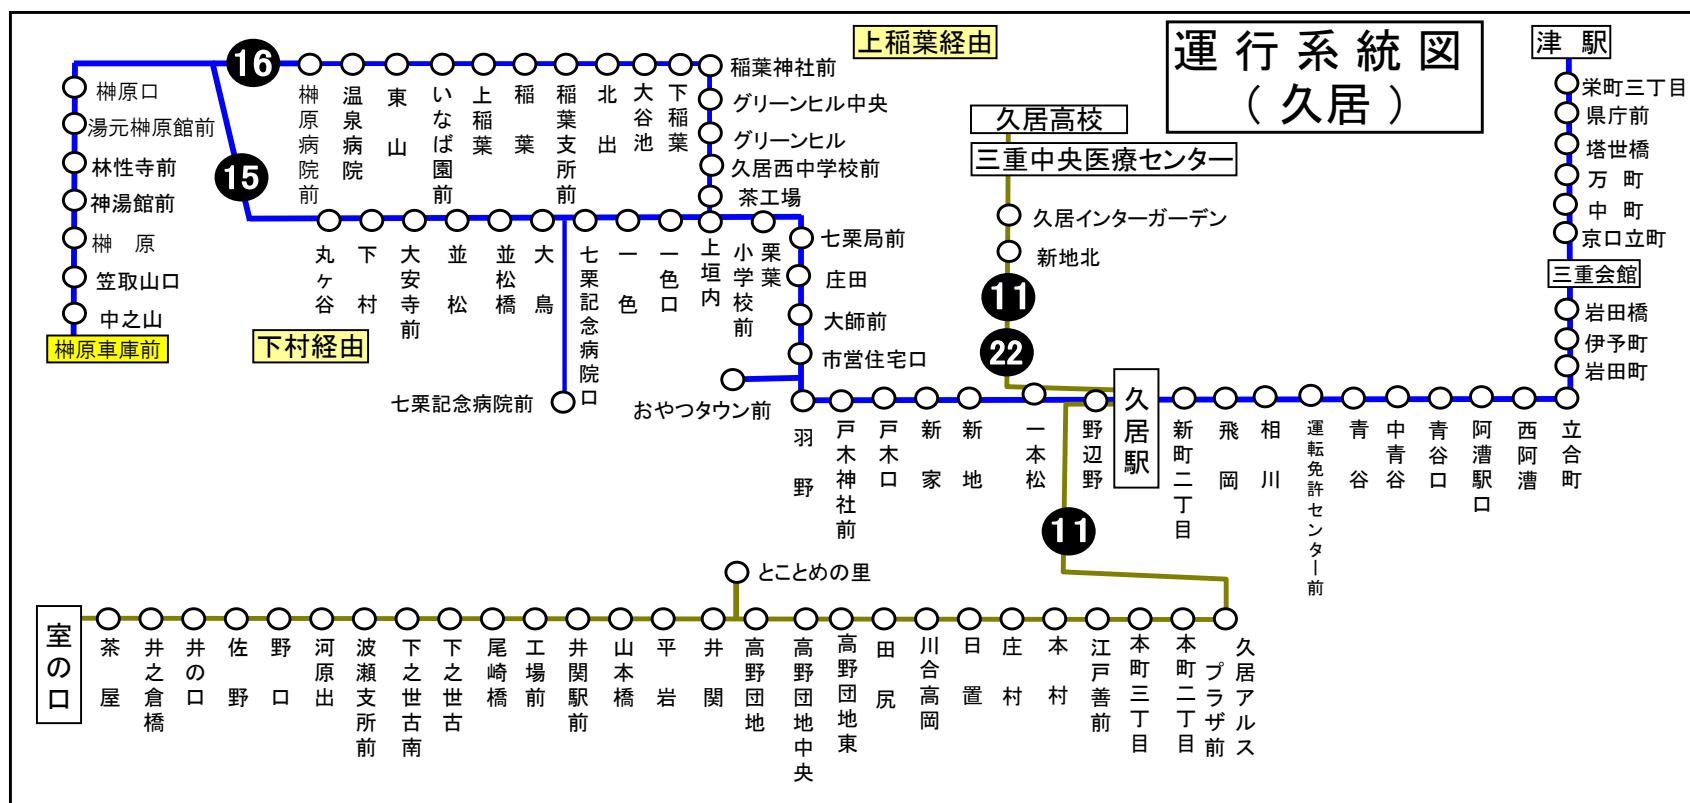 運行系統図
（久居）
上稲葉経由
下村経由
津駅
栄町三丁目
県庁前
塔世橋
万町
中町
京口立町
三重会館
岩田橋
伊予町
岩田町
立合町
西阿漕
阿漕駅口
青谷口
中青谷
青谷
運転免許センター前
相川
飛岡
新町二丁目
久居駅
野辺野
一本松
新地
新家
戸木口
戸木神社前
羽野
おやつタウン前
市営住宅口
大師前
庄田
七栗局前
栗葉
小学校前
上垣内
一色口
一色
七栗記念病院口
七栗記念病院前
大鳥
並松橋
並松
大安寺前
下村
丸ヶ谷
15
茶工場
久居西中学校前
グリーンヒル
グリーンヒル中央
稲葉神社前
下稲葉
大谷池
北出
稲葉支所前
稲葉
上稲葉
いなば園前
東山
温泉病院
榊原病院前
16
榊原口
湯元榊原館前
林性寺前
神湯館前
榊原
笠取山口
中之山
榊原車庫前
久居高校
三重中央医療センター
久居インターガーデン
新地北
11
22
11
久居アルス
プラザ前
本町二丁目
本町三丁目
江戸善前
本村
庄村
日置
川合高岡
田尻
高野団地東
高野団地中央
高野団地
とことめの里
井関
平岩
山本橋
井関駅前
工場前
尾崎橋
下之世古
下之世古南
波瀬支所前
河原出
野口
佐野
井の口
井之倉橋
茶屋
室の口